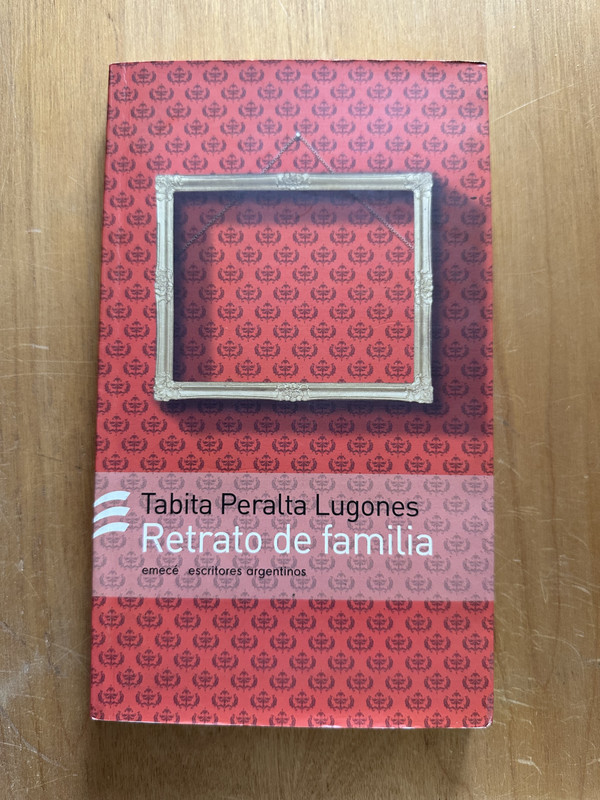 Tabita Peralta Lugones
Retrato de familia
emecé escritores argentinos